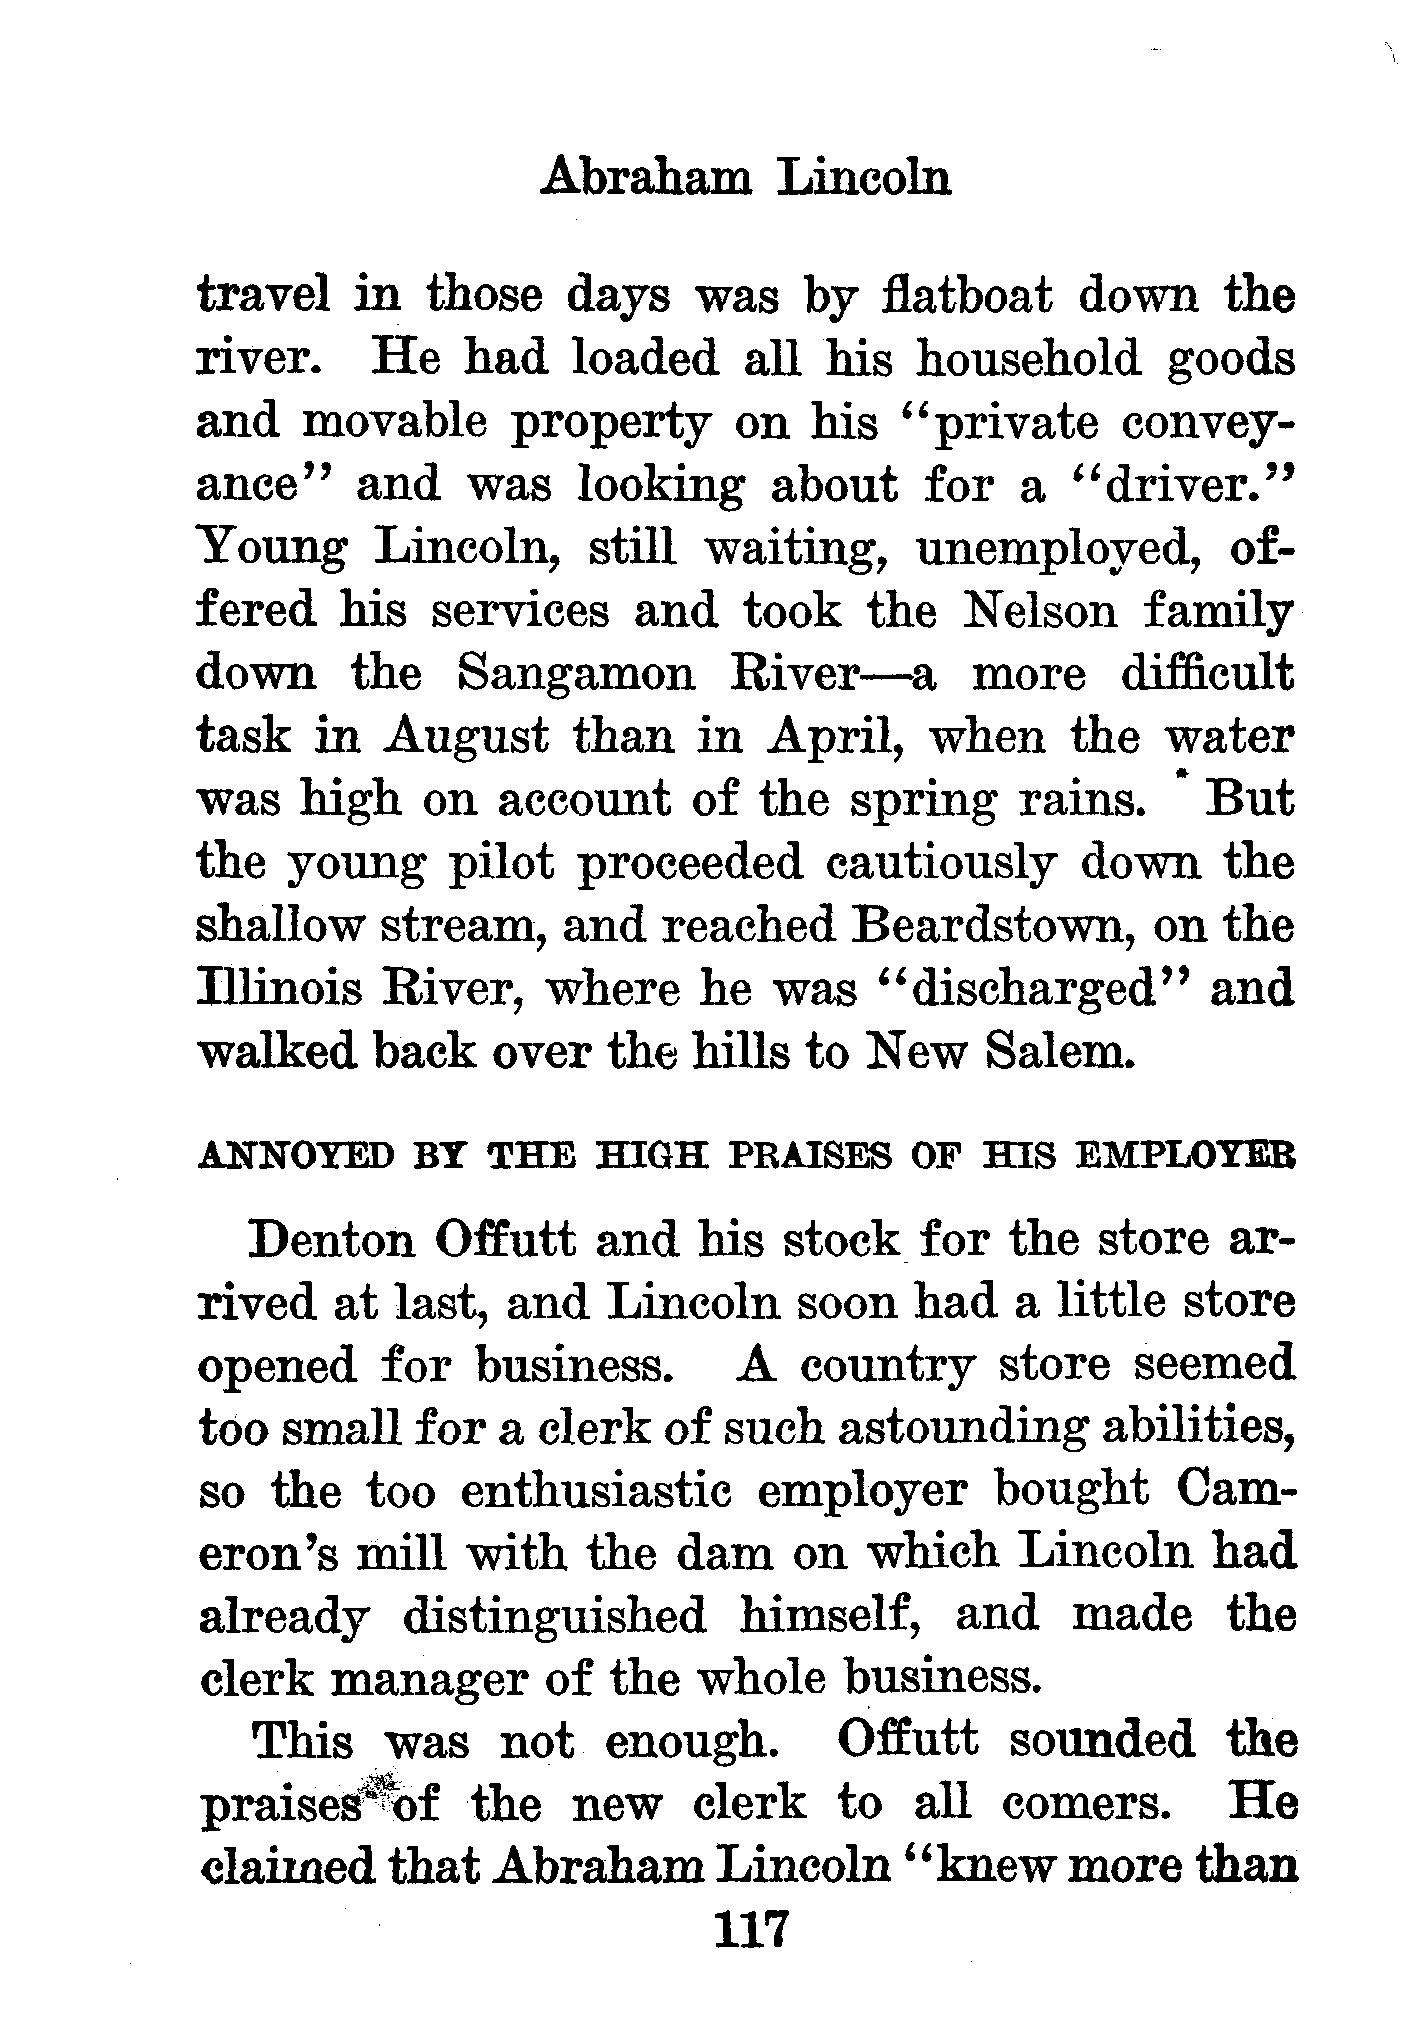 Abraham Lincoln
travel in those days was by flatboat down the
river. He had loaded all his household goods
and movable property on his “private convey-
ance” and was looking about for a “driver.”
Young Lincoln, still waiting, unemployed, of-
fered his services and took the Nelson family
down the Sangamon River—a more difficult
task in August than in April, when the water
was high on account of the spring rains. But
the young pilot proceeded cautiously down the
shallow stream, and reached Beardstown, on the
Illinois River, where he was “discharged” and
walked back over the hills to New Salem.
ANNOYED BY THE HIGH PRAISES OF HIS EMPLOYER
Denton Offutt and his stock for the store ar-
rived at last, and Lincoln soon had a little store
opened for business. A country store seemed
too small for a clerk of such astounding abilities,
so the too enthusiastic employer bought Cam-
eron’s mill with the dam on which Lincoln had
already distinguished himself, and made the
clerk manager of the whole business.
This was not enough. Offutt sounded the
praises of the new clerk to all comers. He
claimed that Abraham Lincoln “knew more than
117